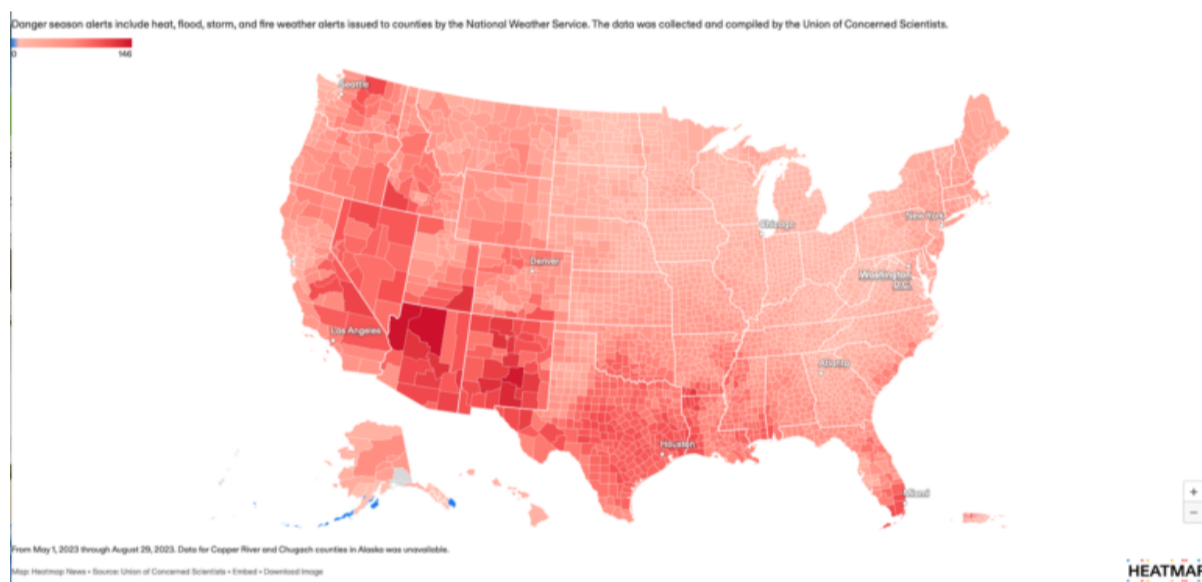 Danger season alerts include heat, flood, storm, and fire weather alerts issued to counties by the National Weather Service. The data was collected and compiled by the Union of Concerned Scientists.
0 146
Seattle
New York
Chicago
Denver
Washington
D.C.
Los Angeles
Atlanta
Houston
Miami
+
−
From May 1, 2023 through August 29, 2023. Data for Copper River and Chugach counties in Alaska was unavailable.
Map: Heatmap News • Source: Union of Concerned Scientists • Embed • Download Image
HEATMAP